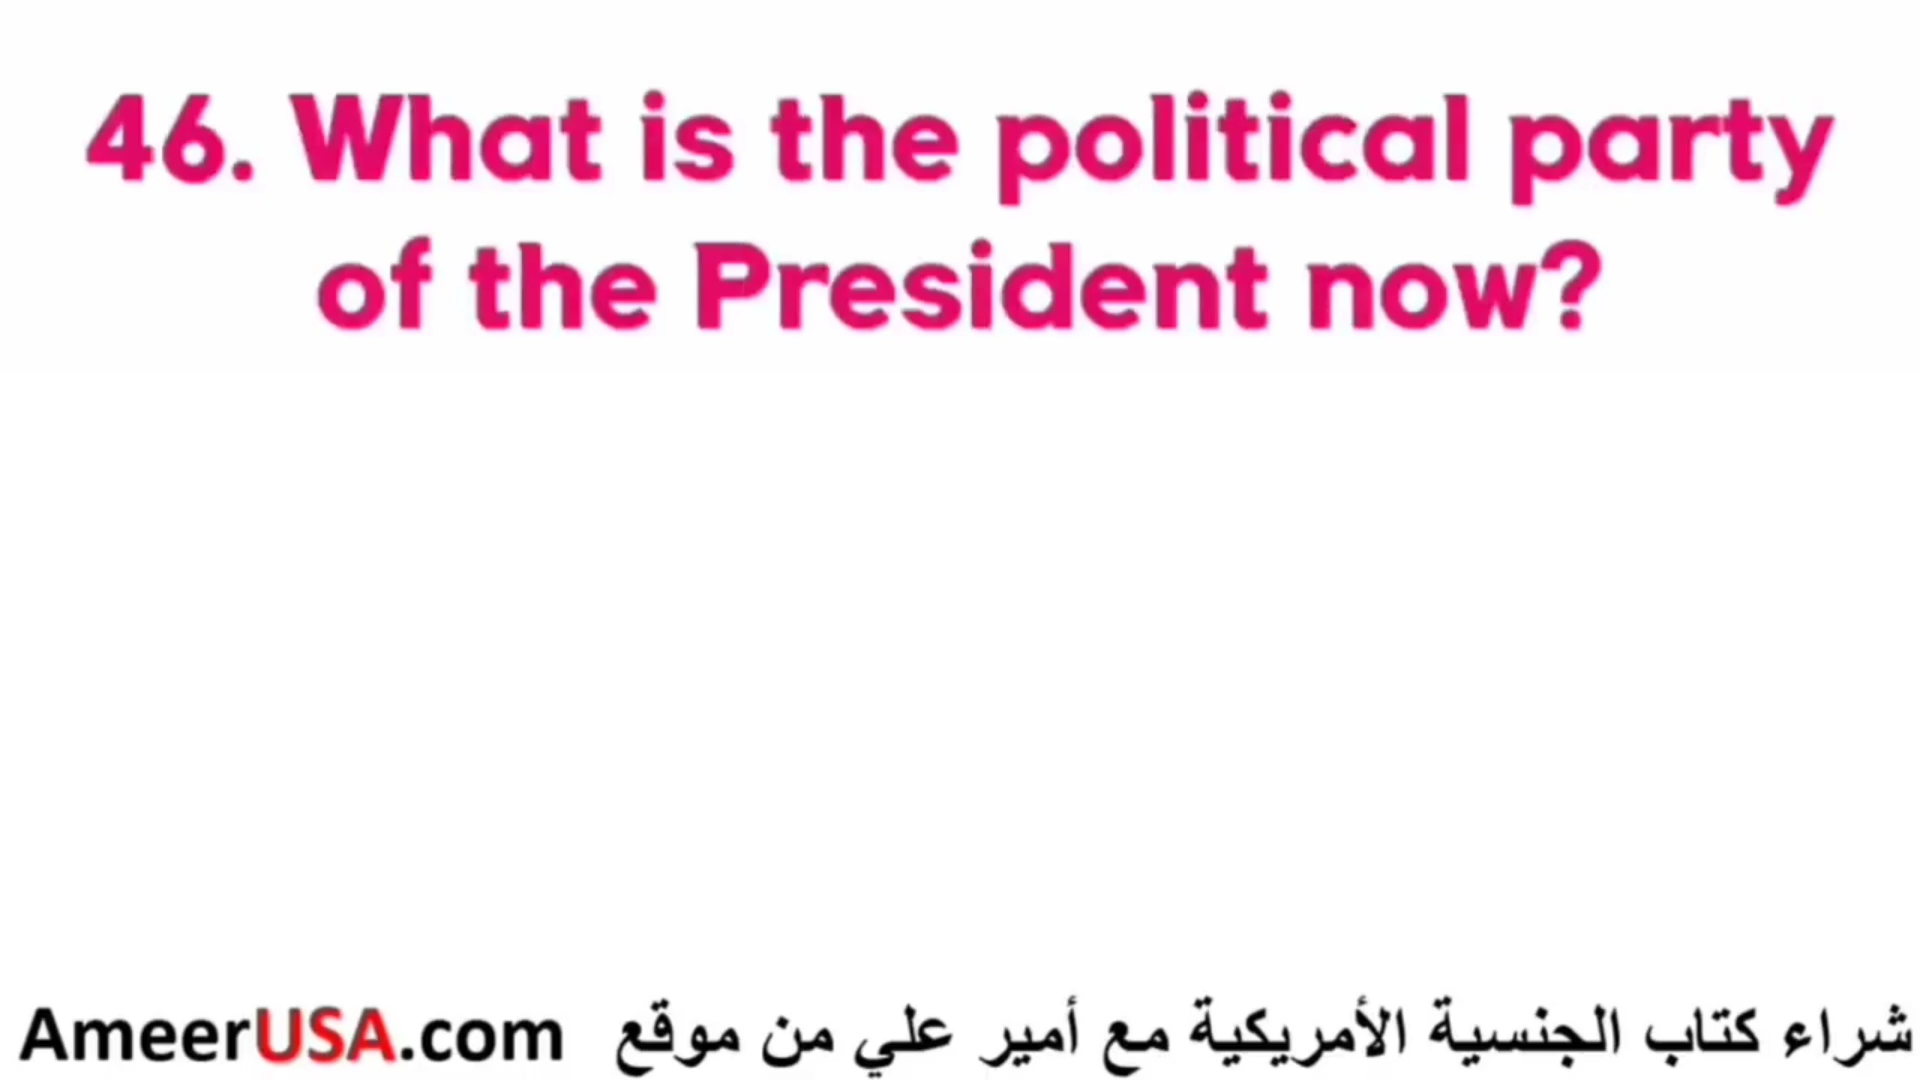 46. What is the political party
of the President now?
AmeerUSA.com شراء كتاب الجنسية الأمريكية مع أمير علي من موقع